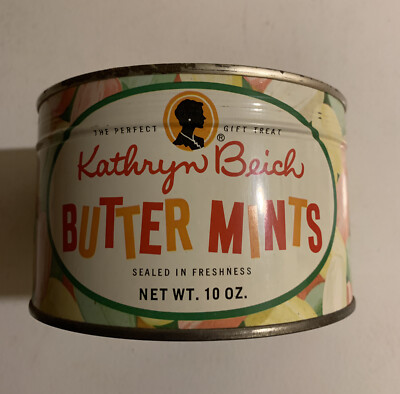 THE PERFECT GIFT TREAT
®
Kathryn Beich
BUTTER MINTS
SEALED IN FRESHNESS
NET WT. 10 OZ.